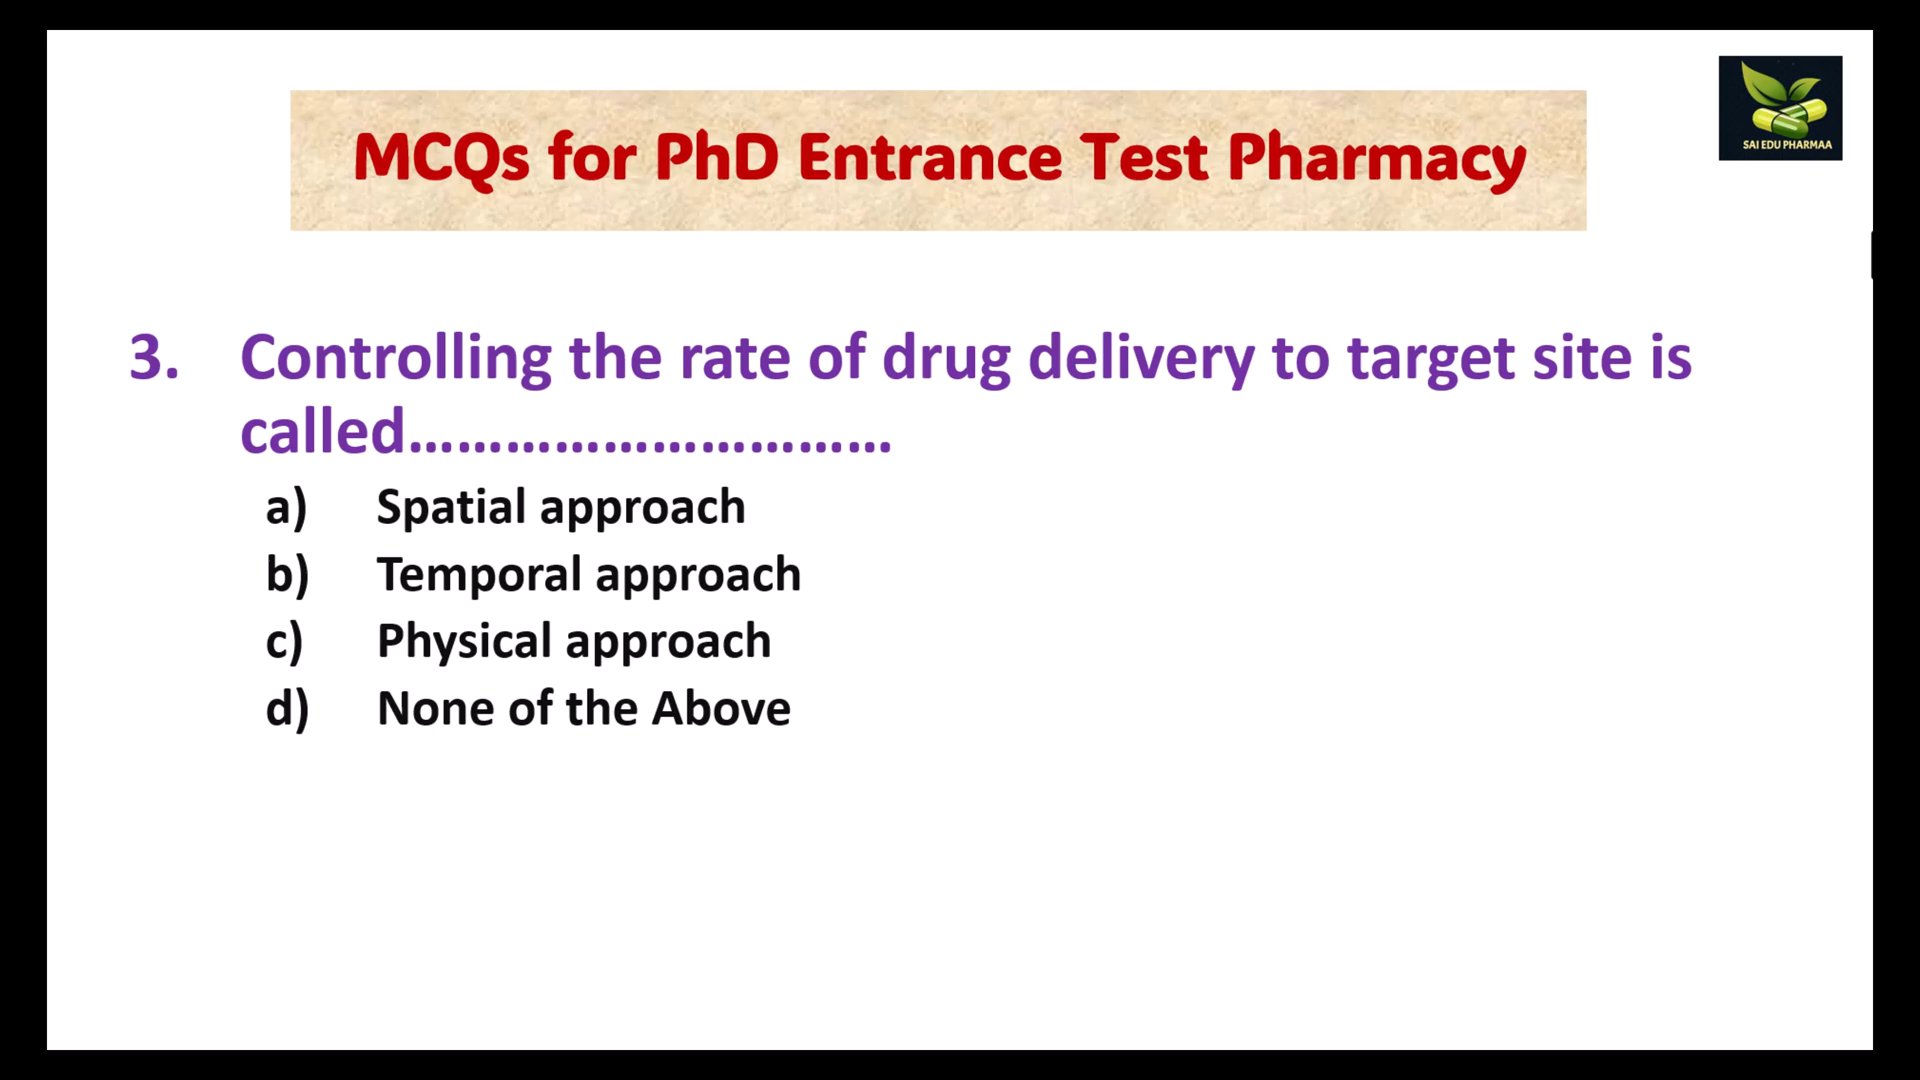 SAI EDU PHARMAA
MCQs for PhD Entrance Test Pharmacy
3. Controlling the rate of drug delivery to target site is
called..............................
a) Spatial approach
b) Temporal approach
c) Physical approach
d) None of the Above